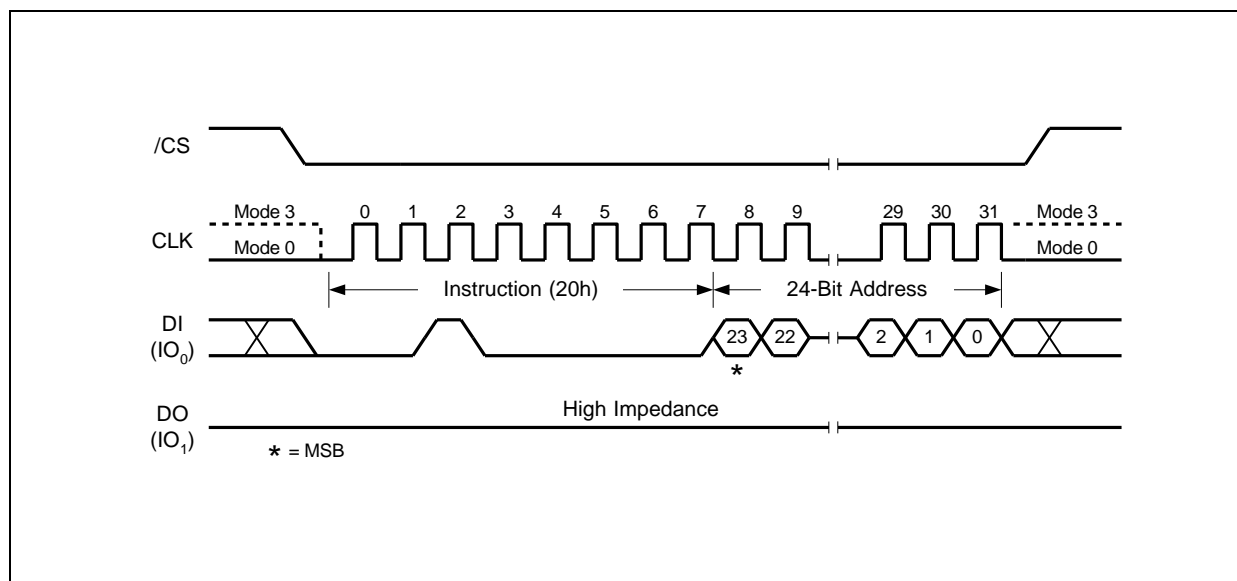 /CS
Mode 3 0 1 2 3 4 5 6 7 8 9 29 30 31 Mode 3
CLK Mode 0 Mode 0
Instruction (20h) 24-Bit Address
DI
(IO0) 23 22 2 1 0
*
High Impedance
DO
(IO1)
* = MSB